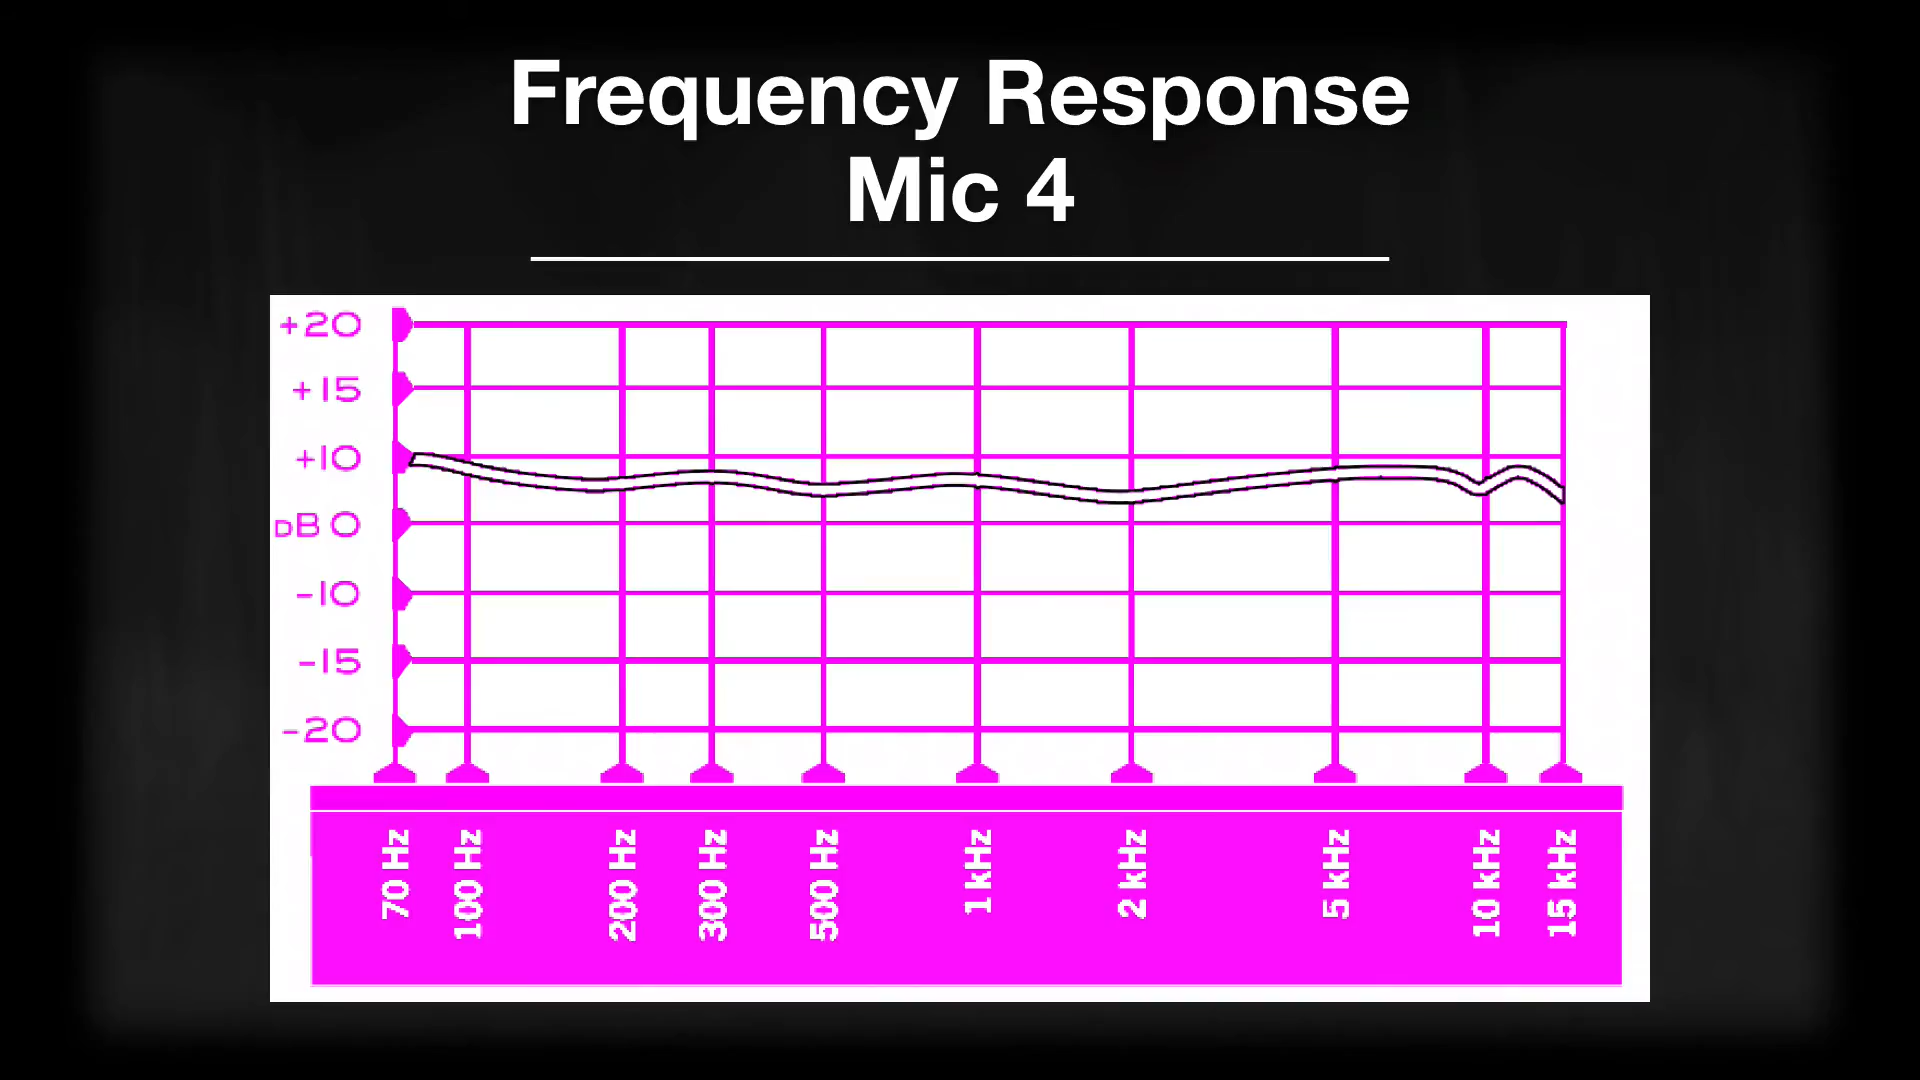 Frequency Response
Mic 4
+20
+15
+10
dB 0
-10
-15
-20
70 Hz
100 Hz
200 Hz
300 Hz
500 Hz
1 kHz
2 kHz
5 kHz
10 kHz
15 kHz